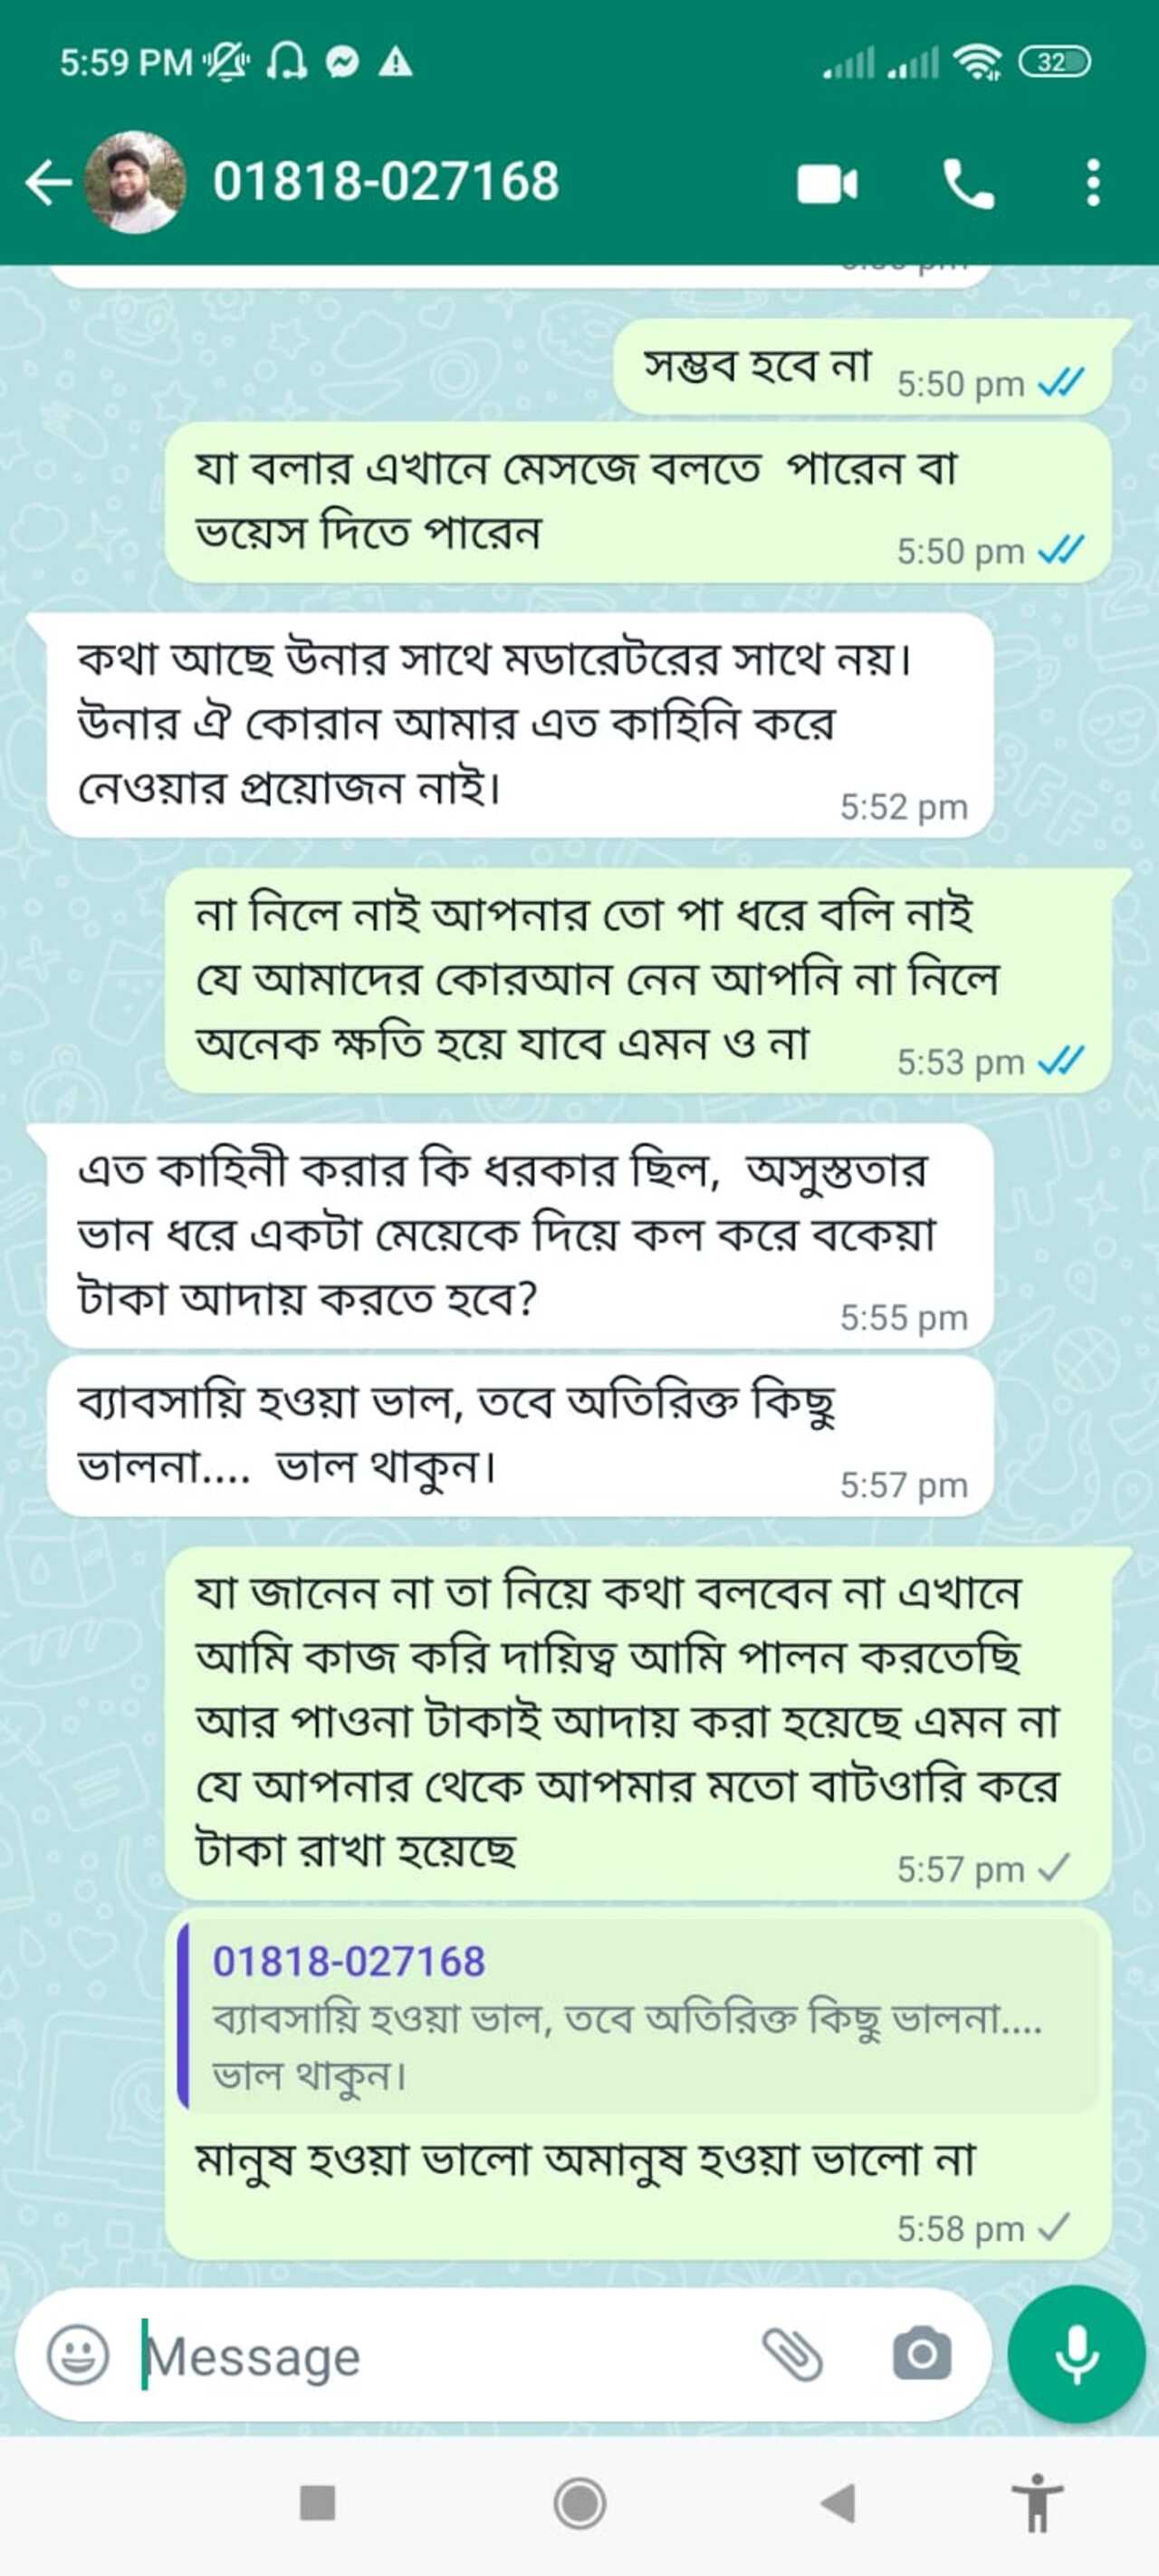 5:59 PM
32
01818-027168
সম্ভব হবে না
5:50 pm
যা বলার এখানে মেসজে বলতে পারেন বা
ভয়েস দিতে পারেন
5:50 pm
কথা আছে উনার সাথে মডারেটরের সাথে নয়।
উনার ঐ কোরান আমার এত কাহিনি করে
নেওয়ার প্রয়োজন নাই।
5:52 pm
না নিলে নাই আপনার তো পা ধরে বলি নাই
যে আমাদের কোরআন নেন আপনি না নিলে
অনেক ক্ষতি হয়ে যাবে এমন ও না
5:53 pm
এত কাহিনী করার কি ধরকার ছিল, অসুস্ততার
ভান ধরে একটা মেয়েকে দিয়ে কল করে বকেয়া
টাকা আদায় করতে হবে?
5:55 pm
ব্যাবসায়ি হওয়া ভাল, তবে অতিরিক্ত কিছু
ভালনা.... ভাল থাকুন।
5:57 pm
যা জানেন না তা নিয়ে কথা বলবেন না এখানে
আমি কাজ করি দায়িত্ব আমি পালন করতেছি
আর পাওনা টাকাই আদায় করা হয়েছে এমন না
যে আপনার থেকে আপমার মতো বাটওারি করে
টাকা রাখা হয়েছে
5:57 pm
01818-027168
ব্যাবসায়ি হওয়া ভাল, তবে অতিরিক্ত কিছু ভালনা....
ভাল থাকুন।
মানুষ হওয়া ভালো অমানুষ হওয়া ভালো না
5:58 pm
Message